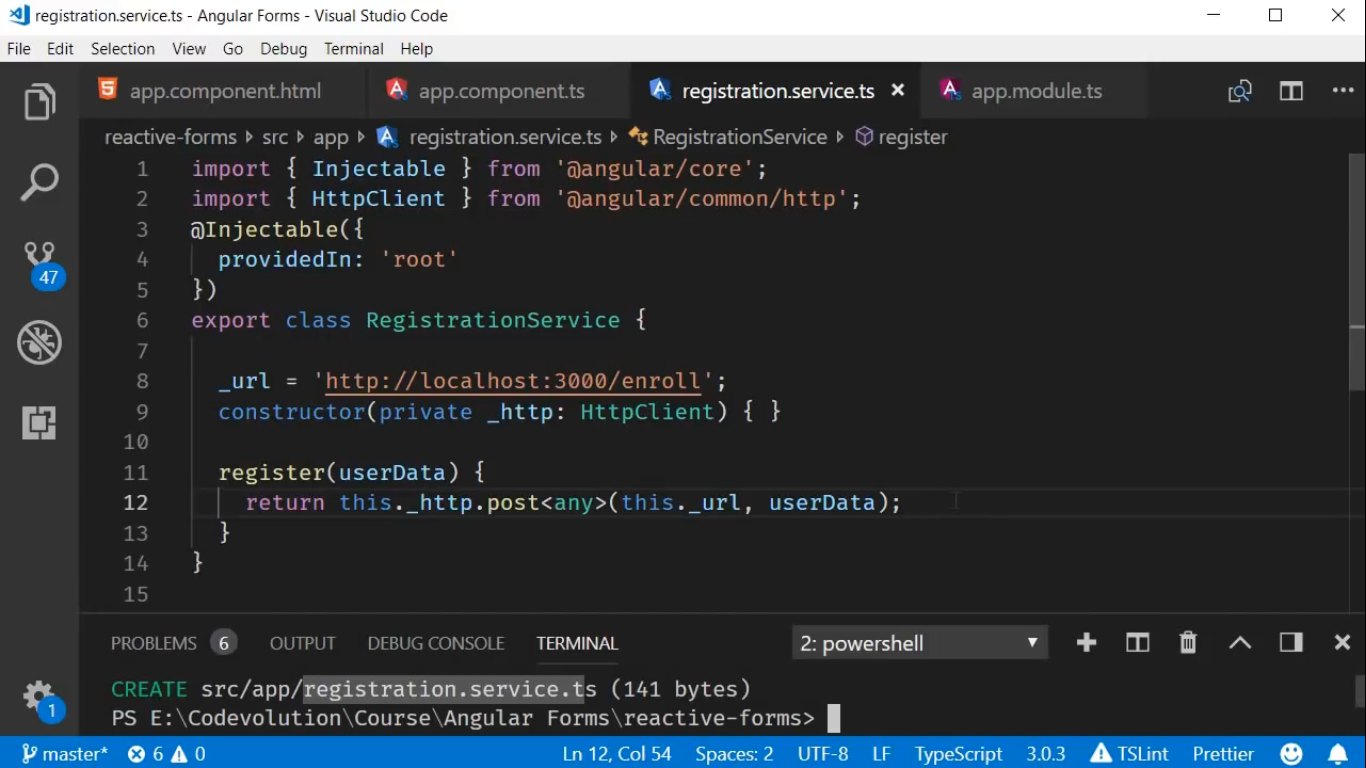 registration.service.ts - Angular Forms - Visual Studio Code
File Edit Selection View Go Debug Terminal Help
app.component.html app.component.ts registration.service.ts app.module.ts
reactive-forms src app registration.service.ts RegistrationService register
1 import { Injectable } from '@angular/core';
2 import { HttpClient } from '@angular/common/http';
3 @Injectable({
4 providedIn: 'root'
5 })
6 export class RegistrationService {
7
8 _url = 'http://localhost:3000/enroll';
9 constructor(private _http: HttpClient) { }
10
11 register(userData) {
12 return this._http.post<any>(this._url, userData);
13 }
14 }
15
47
PROBLEMS 6 OUTPUT DEBUG CONSOLE TERMINAL 2: powershell
CREATE src/app/registration.service.ts (141 bytes)
PS E:\Codevolution\Course\Angular Forms\reactive-forms>
1
master* 6 0 Ln 12, Col 54 Spaces: 2 UTF-8 LF TypeScript 3.0.3 TSLint Prettier